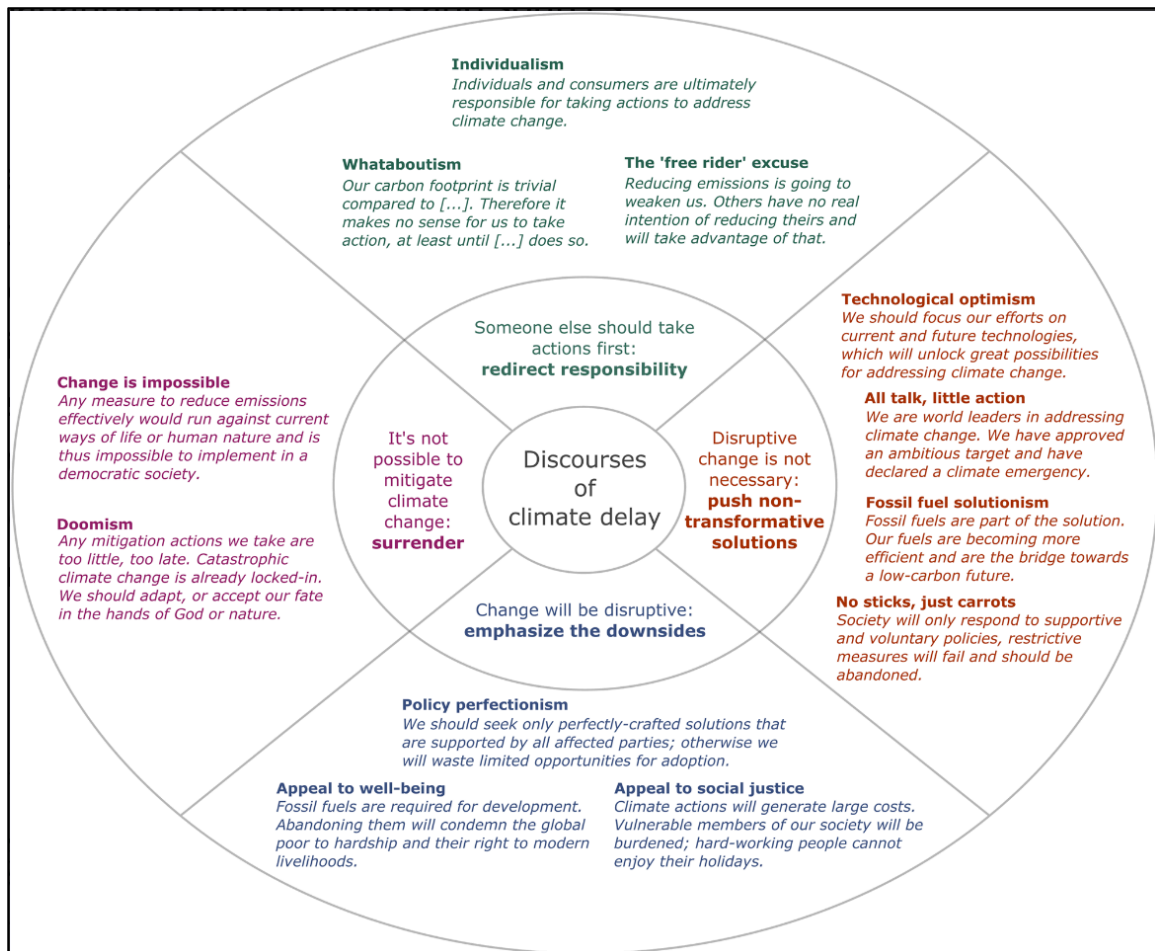 Individualism
Individuals and consumers are ultimately
responsible for taking actions to address
climate change.
Whataboutism
Our carbon footprint is trivial
compared to [...]. Therefore it
makes no sense for us to take
action, at least until [...] does so.
The 'free rider' excuse
Reducing emissions is going to
weaken us. Others have no real
intention of reducing theirs and
will take advantage of that.
Someone else should take
actions first:
redirect responsibility
Technological optimism
We should focus our efforts on
current and future technologies,
which will unlock great possibilities
for addressing climate change.
All talk, little action
We are world leaders in addressing
climate change. We have approved
an ambitious target and have
declared a climate emergency.
Fossil fuel solutionism
Fossil fuels are part of the solution.
Our fuels are becoming more
efficient and are the bridge towards
a low-carbon future.
No sticks, just carrots
Society will only respond to supportive
and voluntary policies, restrictive
measures will fail and should be
abandoned.
Change is impossible
Any measure to reduce emissions
effectively would run against current
ways of life or human nature and is
thus impossible to implement in a
democratic society.
Doomism
Any mitigation actions we take are
too little, too late. Catastrophic
climate change is already locked-in.
We should adapt, or accept our fate
in the hands of God or nature.
It's not
possible to
mitigate
climate
change:
surrender
Discourses
of
climate delay
Disruptive
change is not
necessary:
push non-
transformative
solutions
Change will be disruptive:
emphasize the downsides
Policy perfectionism
We should seek only perfectly-crafted solutions that
are supported by all affected parties; otherwise we
will waste limited opportunities for adoption.
Appeal to well-being
Fossil fuels are required for development.
Abandoning them will condemn the global
poor to hardship and their right to modern
livelihoods.
Appeal to social justice
Climate actions will generate large costs.
Vulnerable members of our society will be
burdened; hard-working people cannot
enjoy their holidays.